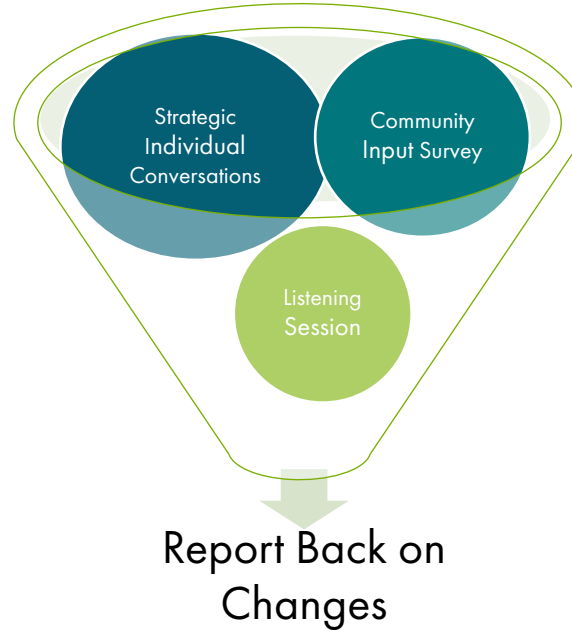 Strategic
Individual
Conversations
Community
Input Survey
Listening
Session
Report Back on
Changes